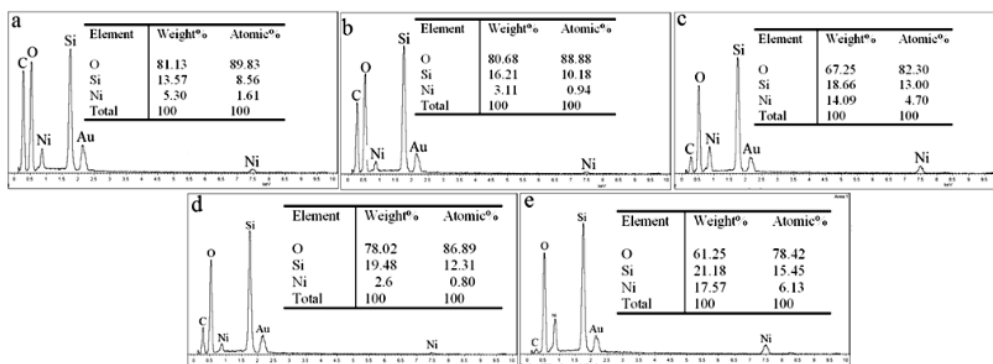 a
Element Weight% Atomic%
O 81.13 89.83
Si 13.57 8.56
Ni 5.30 1.61
Total 100 100
C O Si Ni Au Ni
b
Element Weight% Atomic%
O 80.68 88.88
Si 16.21 10.18
Ni 3.11 0.94
Total 100 100
C O Ni Si Au Ni
c
Element Weight% Atomic%
O 67.25 82.30
Si 18.66 13.00
Ni 14.09 4.70
Total 100 100
C O Ni Si Au Ni
d
Element Weight% Atomic%
O 78.02 86.89
Si 19.48 12.31
Ni 2.6 0.80
Total 100 100
C O Ni Si Au Ni
e
Element Weight% Atomic%
O 61.25 78.42
Si 21.18 15.45
Ni 17.57 6.13
Total 100 100
C O Si Au Ni